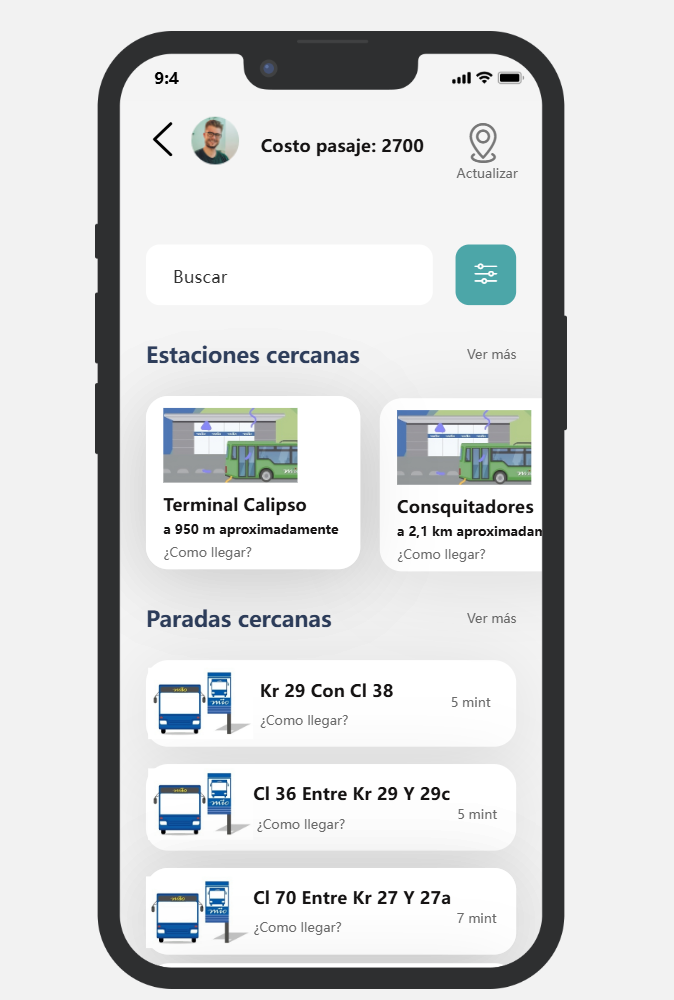 9:4
Costo pasaje: 2700
Actualizar
Buscar
Estaciones cercanas
Ver más
Terminal Calipso
a 950 m aproximadamente
¿Como llegar?
Consquitadores
a 2,1 km aproximadan
¿Como llegar?
Paradas cercanas
Ver más
mio
Kr 29 Con Cl 38
¿Como llegar?
5 mint
mio
Cl 36 Entre Kr 29 Y 29c
¿Como llegar?
5 mint
mio
Cl 70 Entre Kr 27 Y 27a
¿Como llegar?
7 mint